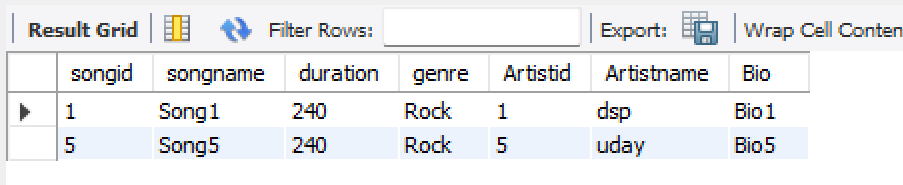 Result Grid Filter Rows: Export: Wrap Cell Conten
songid songname duration genre Artistid Artistname Bio
1 Song1 240 Rock 1 dsp Bio1
5 Song5 240 Rock 5 uday Bio5